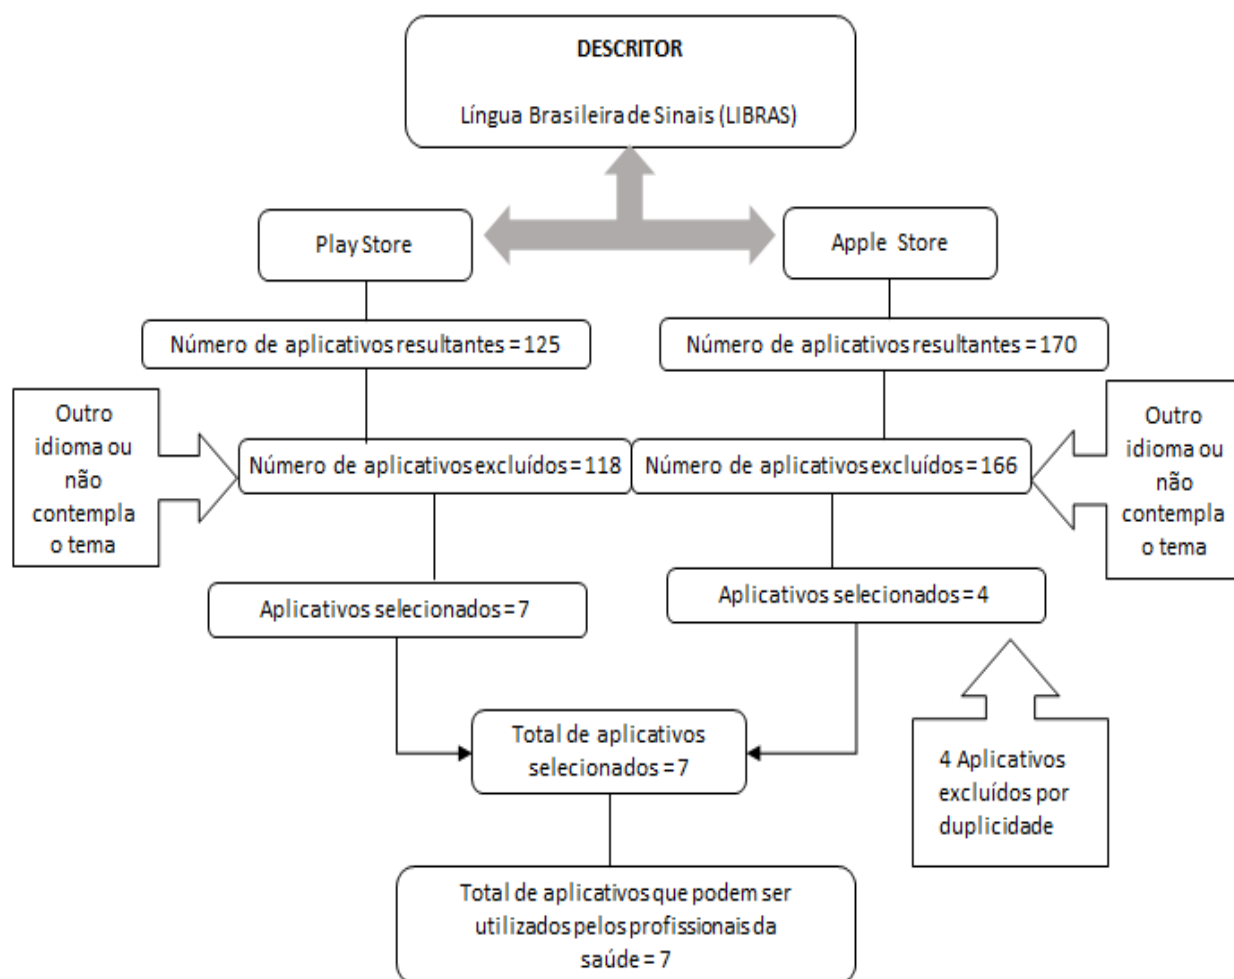 DESCRITOR
Língua Brasileira de Sinais (LIBRAS)
Play Store
Apple Store
Número de aplicativos resultantes = 125
Número de aplicativos resultantes = 170
Outro
idioma ou
não
contempla
o tema
Número de aplicativos excluídos = 118
Número de aplicativos excluídos = 166
Outro
idioma ou
não
contempla
o tema
Aplicativos selecionados = 7
Aplicativos selecionados = 4
Total de aplicativos
selecionados = 7
4 Aplicativos
excluídos por
duplicidade
Total de aplicativos que podem ser
utilizados pelos profissionais da
saúde = 7